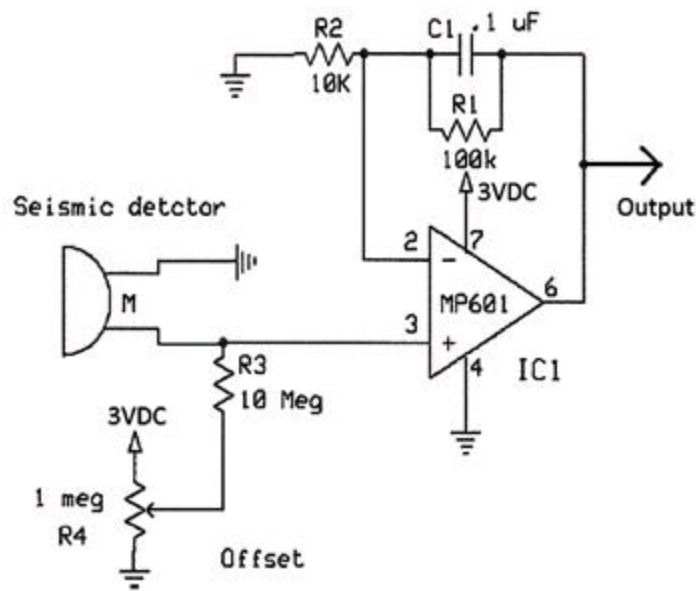 R2
10K
C1 .1 uF
R1
100k
3VDC
Output
Seismic detctor
M
2
7
MP601
6
3
4
IC1
- 
+
R3
10 Meg
3VDC
1 meg
R4
Offset